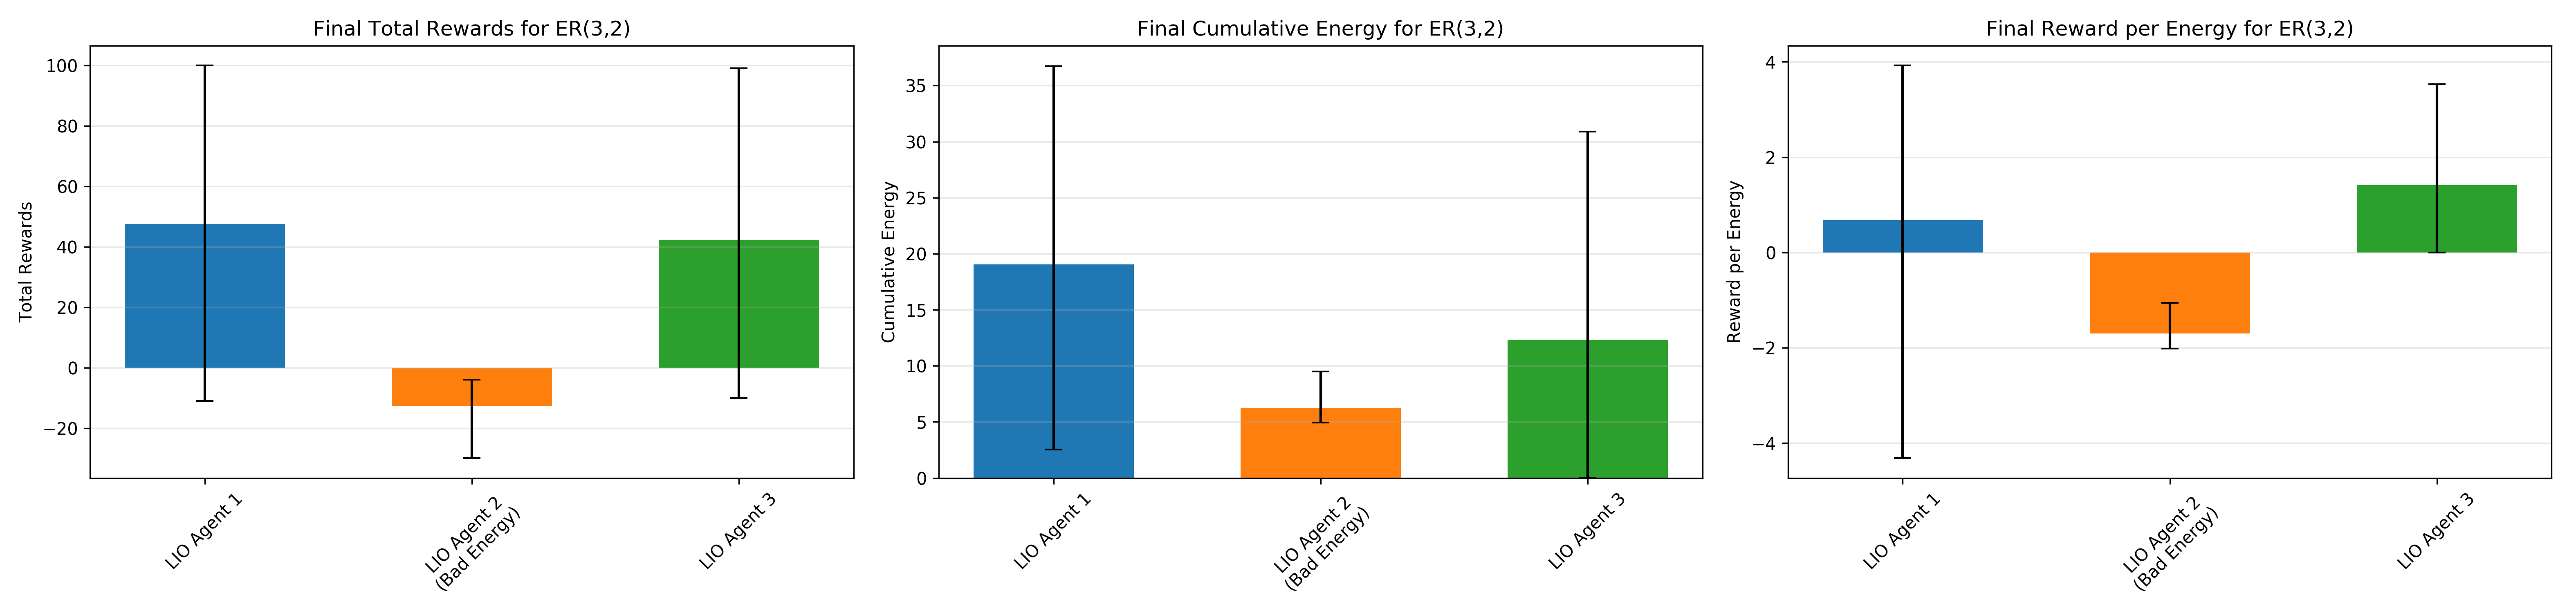 Final Total Rewards for ER(3,2)
Total Rewards
100
80
60
40
20
0
−20
LIO Agent 1
LIO Agent 2
(Bad Energy)
LIO Agent 3
Final Cumulative Energy for ER(3,2)
Cumulative Energy
35
30
25
20
15
10
5
0
LIO Agent 1
LIO Agent 2
(Bad Energy)
LIO Agent 3
Final Reward per Energy for ER(3,2)
Reward per Energy
4
2
0
−2
−4
LIO Agent 1
LIO Agent 2
(Bad Energy)
LIO Agent 3